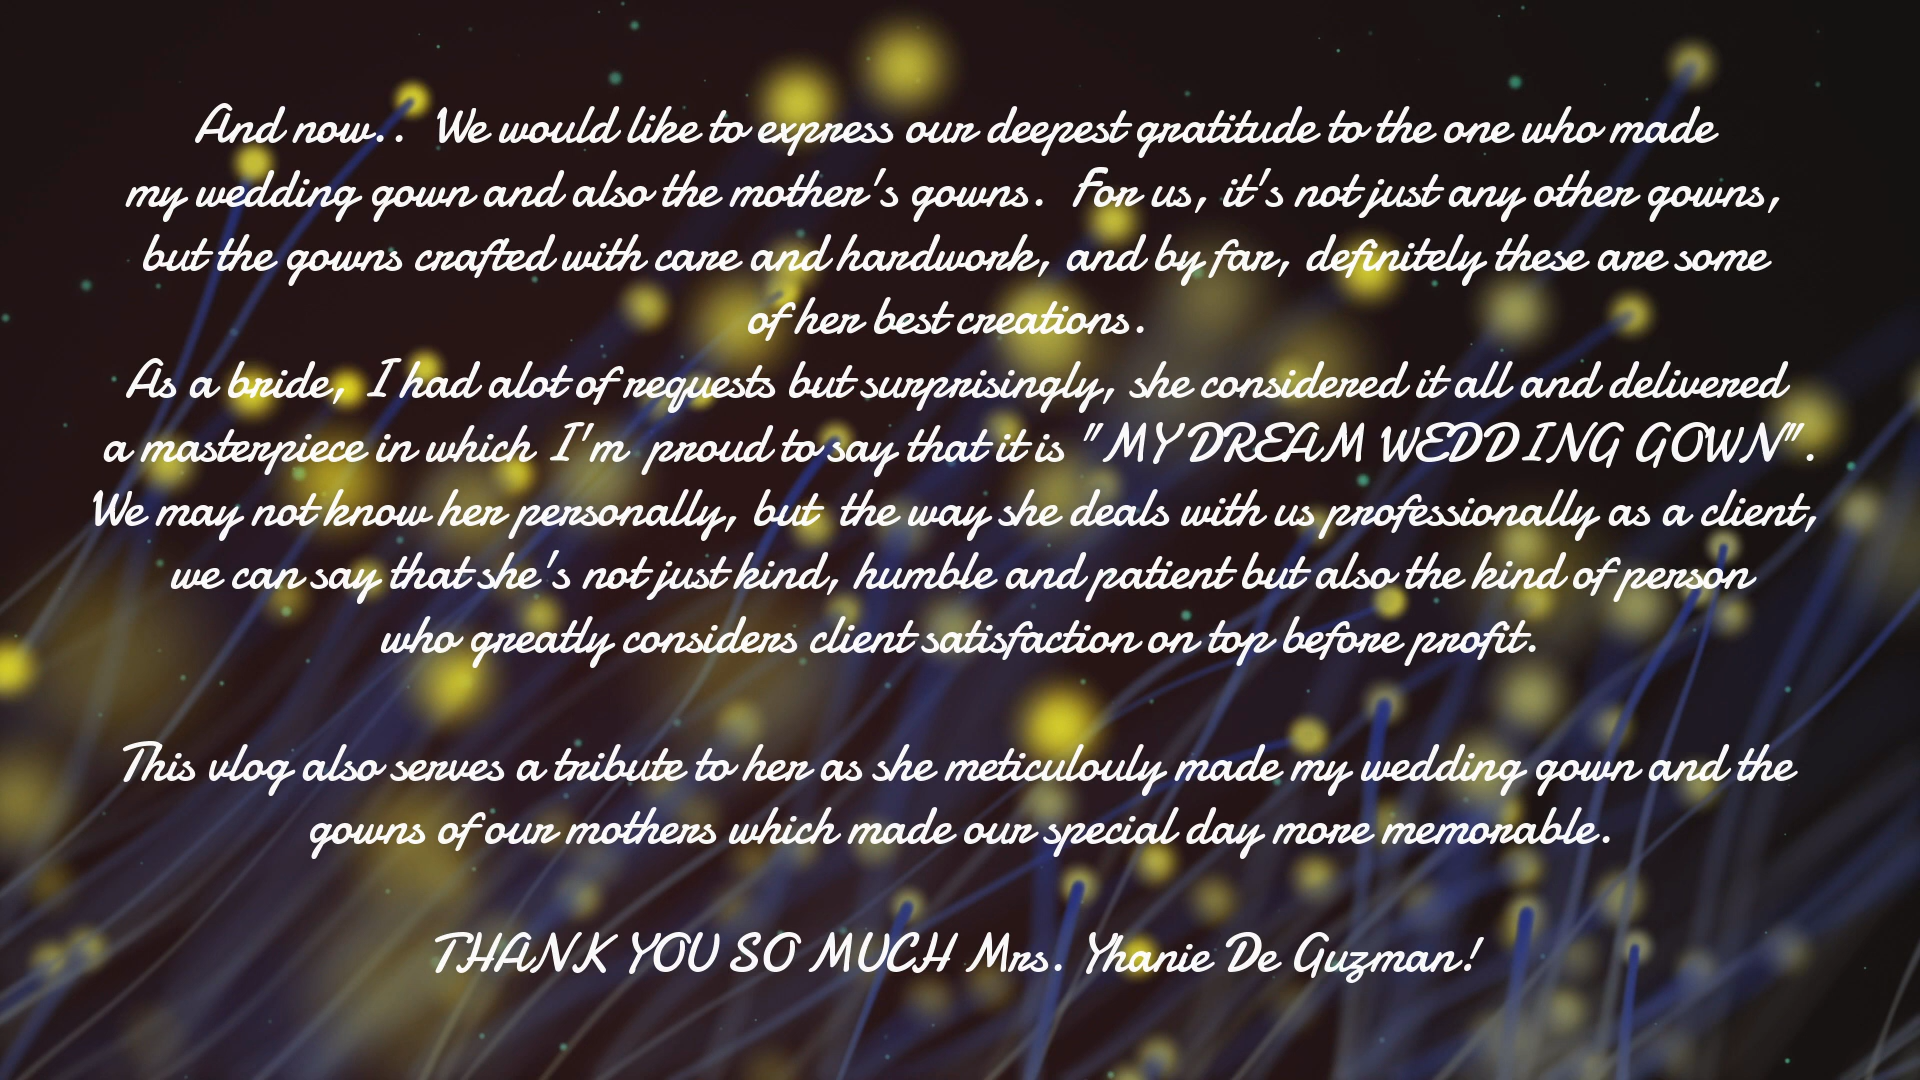 And now.. We would like to express our deepest gratitude to the one who made
my wedding gown and also the mother's gowns. For us, it's not just any other gowns,
but the gowns crafted with care and hardwork, and by far, definitely these are some
of her best creations.
As a bride, I had alot of requests but surprisingly, she considered it all and delivered
a masterpiece in which I'm proud to say that it is "MY DREAM WEDDING GOWN".
We may not know her personally, but the way she deals with us professionally as a client,
we can say that she's not just kind, humble and patient but also the kind of person
who greatly considers client satisfaction on top before profit.
This vlog also serves a tribute to her as she meticulouly made my wedding gown and the
gowns of our mothers which made our special day more memorable.
THANK YOU SO MUCH Mrs. Yhanie De Guzman!